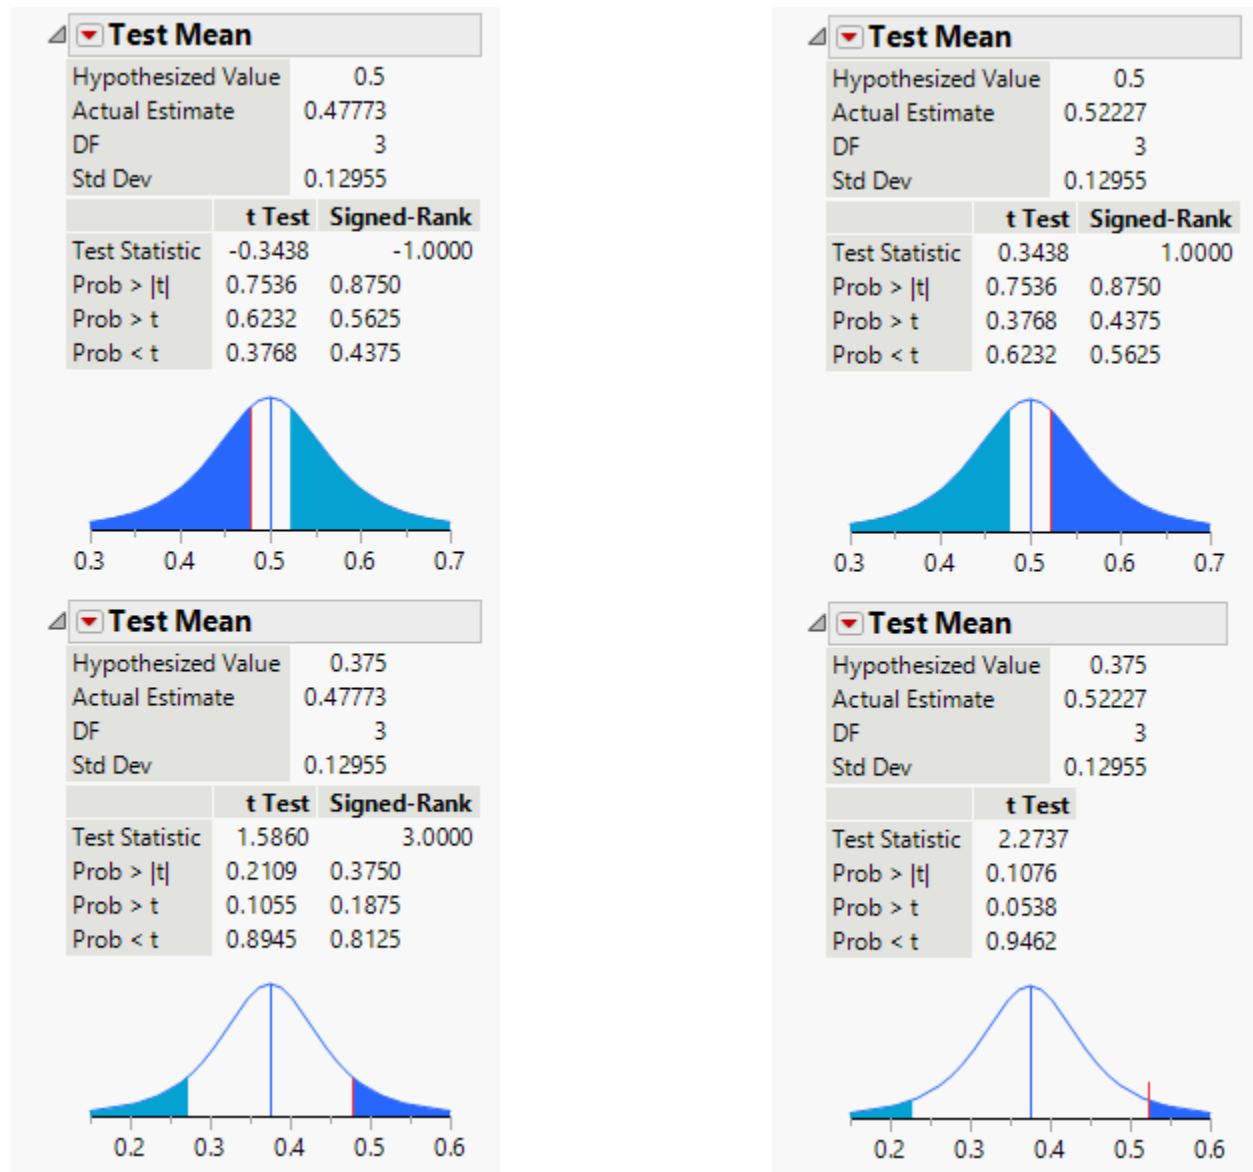 Test Mean
Hypothesized Value 0.5
Actual Estimate 0.47773
DF 3
Std Dev 0.12955
t Test Signed-Rank
Test Statistic -0.3438 -1.0000
Prob > |t| 0.7536 0.8750
Prob > t 0.6232 0.5625
Prob < t 0.3768 0.4375
0.3 0.4 0.5 0.6 0.7
Test Mean
Hypothesized Value 0.375
Actual Estimate 0.47773
DF 3
Std Dev 0.12955
t Test Signed-Rank
Test Statistic 1.5860 3.0000
Prob > |t| 0.2109 0.3750
Prob > t 0.1055 0.1875
Prob < t 0.8945 0.8125
0.2 0.3 0.4 0.5 0.6
Test Mean
Hypothesized Value 0.5
Actual Estimate 0.52227
DF 3
Std Dev 0.12955
t Test Signed-Rank
Test Statistic 0.3438 1.0000
Prob > |t| 0.7536 0.8750
Prob > t 0.3768 0.4375
Prob < t 0.6232 0.5625
0.3 0.4 0.5 0.6 0.7
Test Mean
Hypothesized Value 0.375
Actual Estimate 0.52227
DF 3
Std Dev 0.12955
t Test
Test Statistic 2.2737
Prob > |t| 0.1076
Prob > t 0.0538
Prob < t 0.9462
0.2 0.3 0.4 0.5 0.6